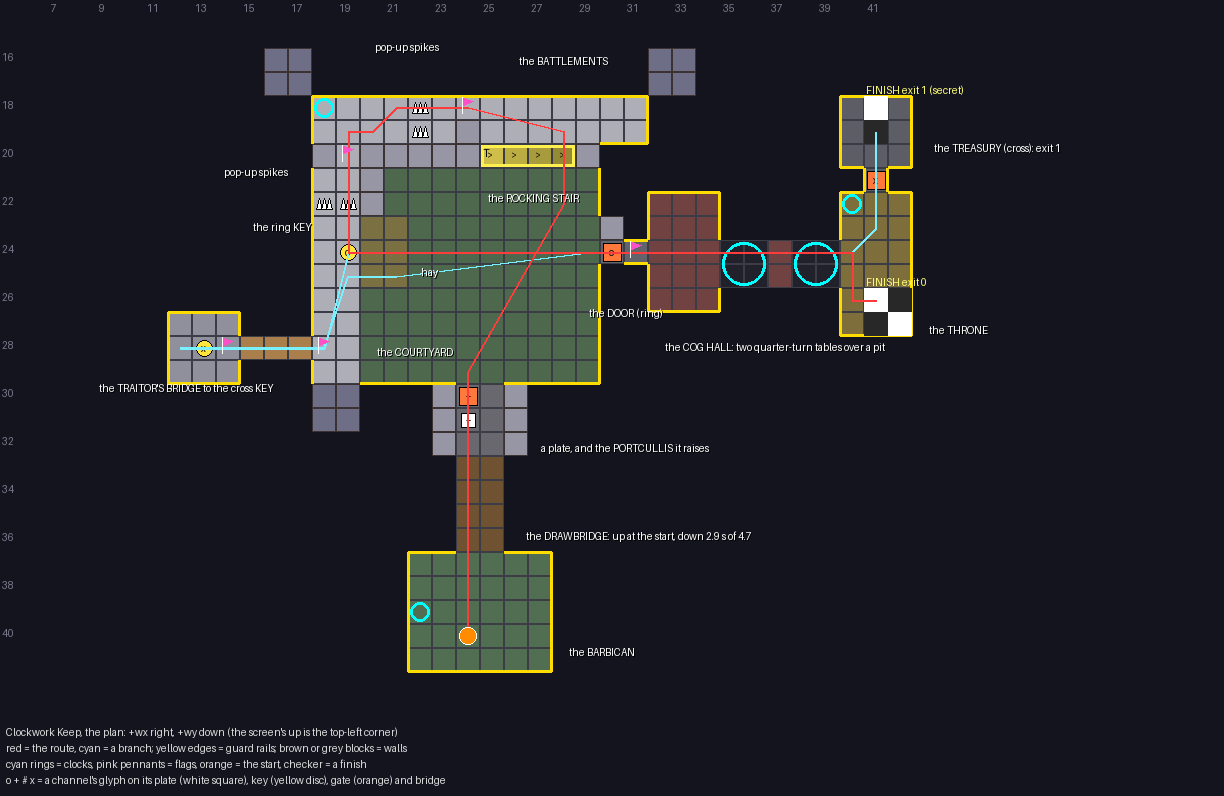 7 9 11 13 15 17 19 21 23 25 27 29 31 33 35 37 39 41
pop-up spikes
16
the BATTLEMENTS
FINISH exit 1 (secret)
18
the TREASURY (cross): exit 1
20
T> > > >
pop-up spikes
x
the ROCKING STAIR
22
the ring KEY
24
o
o
hay
26
FINISH exit 0
the DOOR (ring)
the THRONE
28
x
the COURTYARD
the COG HALL: two quarter-turn tables over a pit
the TRAITOR'S BRIDGE to the cross KEY
30
+
+
32
a plate, and the PORTCULLIS it raises
34
36
the DRAWBRIDGE: up at the start, down 2.9 s of 4.7
38
40
the BARBICAN
Clockwork Keep, the plan: +wx right, +wy down (the screen's up is the top-left corner)
red = the route, cyan = a branch; yellow edges = guard rails; brown or grey blocks = walls
cyan rings = clocks, pink pennants = flags, orange = the start, checker = a finish
o + # x = a channel's glyph on its plate (white square), key (yellow disc), gate (orange) and bridge